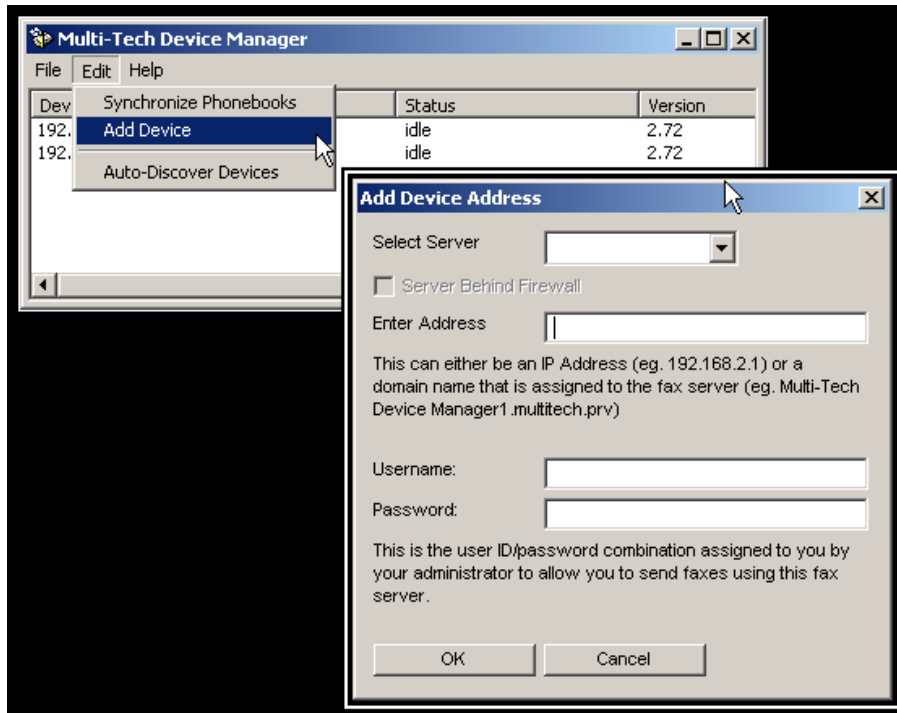 Multi-Tech Device Manager
File Edit Help
Dev Status Version
Synchronize Phonebooks
192. idle 2.72
Add Device
192. idle 2.72
Auto-Discover Devices
Add Device Address
Select Server
Server Behind Firewall
Enter Address
This can either be an IP Address (eg. 192.168.2.1) or a
domain name that is assigned to the fax server (eg. Multi-Tech
Device Manager1.multitech.prv)
Username:
Password:
This is the user ID/password combination assigned to you by
your administrator to allow you to send faxes using this fax
server.
OK Cancel